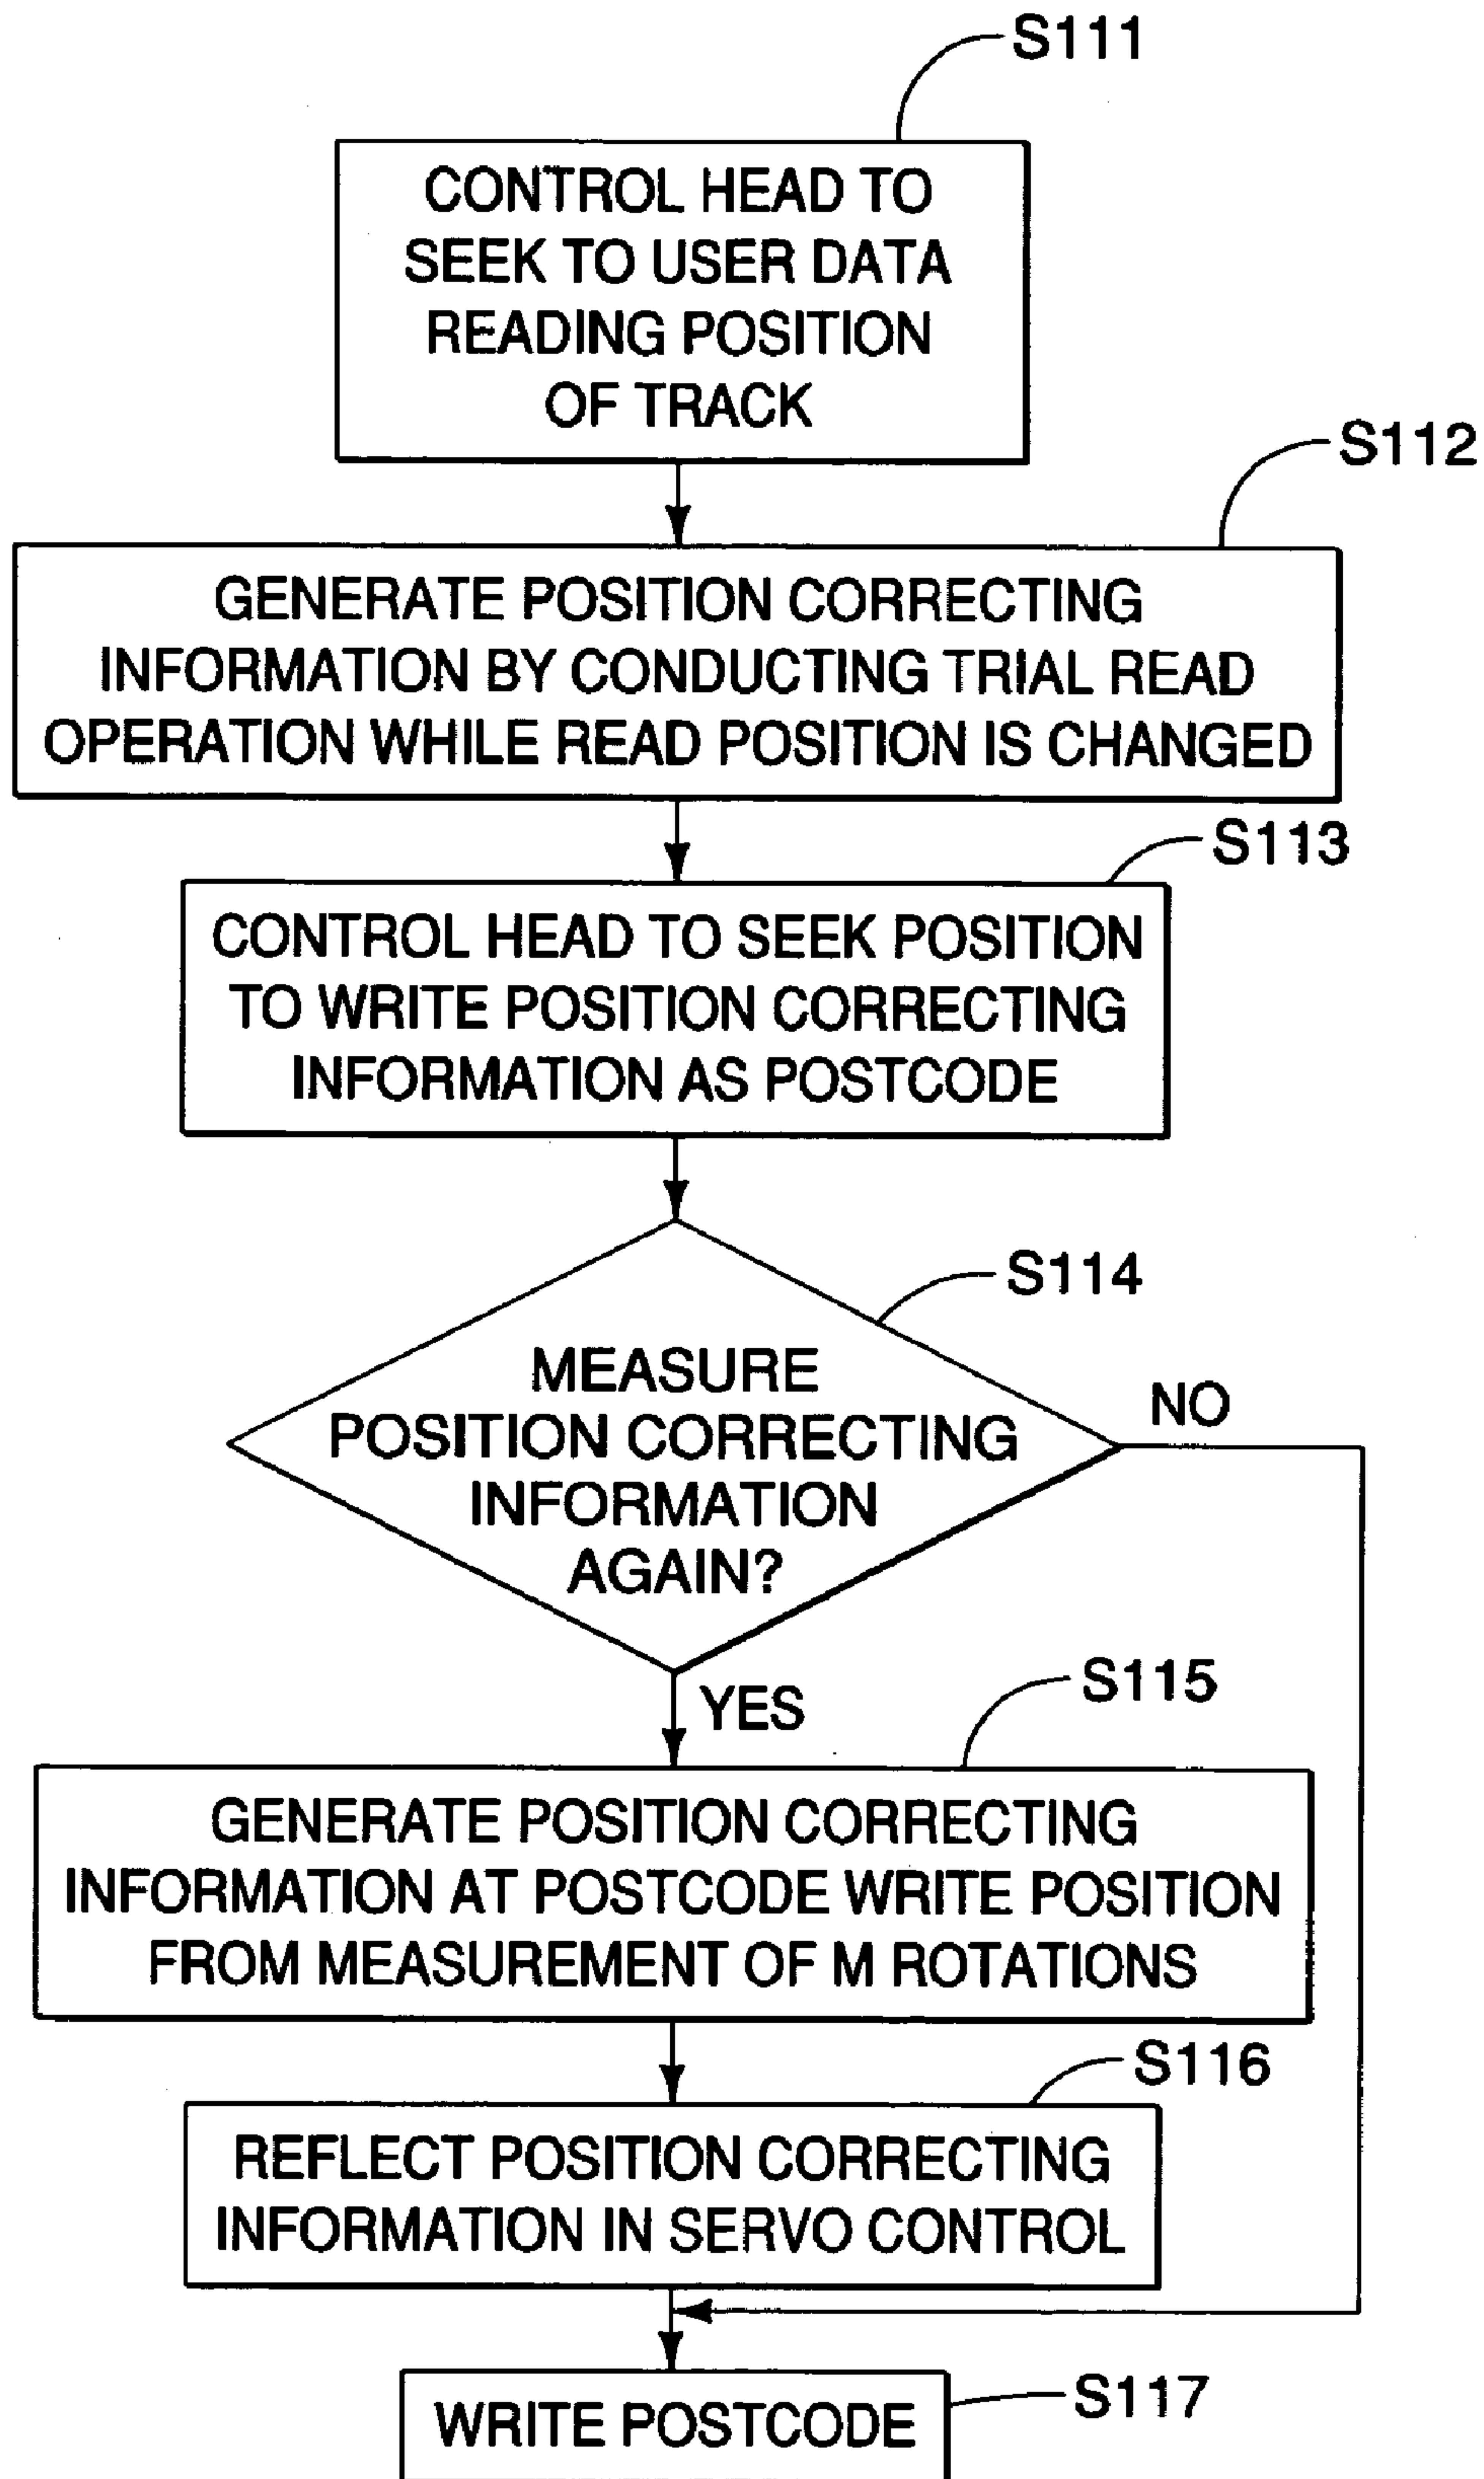 S111
CONTROL HEAD TO
SEEK TO USER DATA
READING POSITION
OF TRACK
S112
GENERATE POSITION CORRECTING
INFORMATION BY CONDUCTING TRIAL READ
OPERATION WHILE READ POSITION IS CHANGED
S113
CONTROL HEAD TO SEEK POSITION
TO WRITE POSITION CORRECTING
INFORMATION AS POSTCODE
S114
MEASURE
POSITION CORRECTING
INFORMATION
AGAIN?
NO
YES
S115
GENERATE POSITION CORRECTING
INFORMATION AT POSTCODE WRITE POSITION
FROM MEASUREMENT OF M ROTATIONS
S116
REFLECT POSITION CORRECTING
INFORMATION IN SERVO CONTROL
S117
WRITE POSTCODE